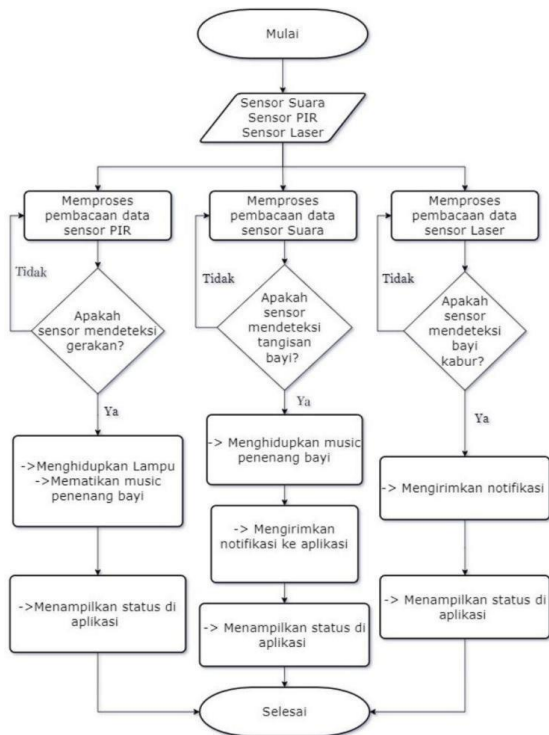 Mulai
Sensor Suara
Sensor PIR
Sensor Laser
Memproses
pembacaan data
sensor PIR
Tidak
Apakah
sensor mendeteksi
gerakan?
Ya
->Menghidupkan Lampu
->Mematikan music
penenang bayi
->Menampilkan status di
aplikasi
Memproses
pembacaan data
sensor Suara
Tidak
Apakah
sensor
mendeteksi
tangisan
bayi?
Ya
-> Menghidupkan music
penenang bayi
-> Mengirimkan
notifikasi ke aplikasi
-> Menampilkan status di
aplikasi
Memproses
pembacaan data
sensor Laser
Tidak
Apakah
sensor
mendeteksi
bayi
kabur?
Ya
-> Mengirimkan notifikasi
-> Menampilkan status di
aplikasi
Selesai